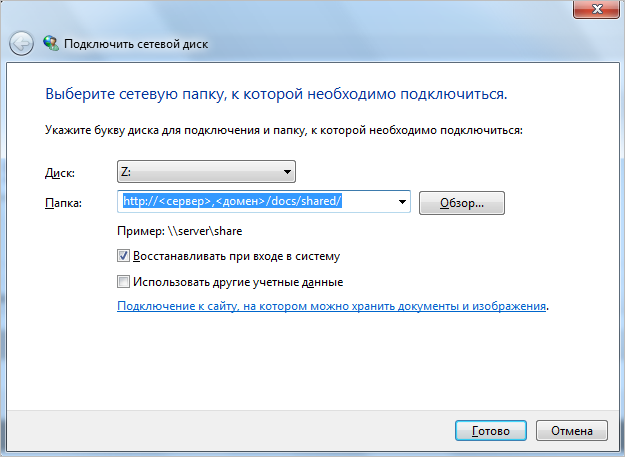 Подключить сетевой диск
Выберите сетевую папку, к которой необходимо подключиться.
Укажите букву диска для подключения и папку, к которой необходимо подключиться:
Диск: Z:
Папка: http://<сервер>,<домен>/docs/shared/ Обзор...
Пример: \\server\share
Восстанавливать при входе в систему
Использовать другие учетные данные
Подключение к сайту, на котором можно хранить документы и изображения.
Готово Отмена